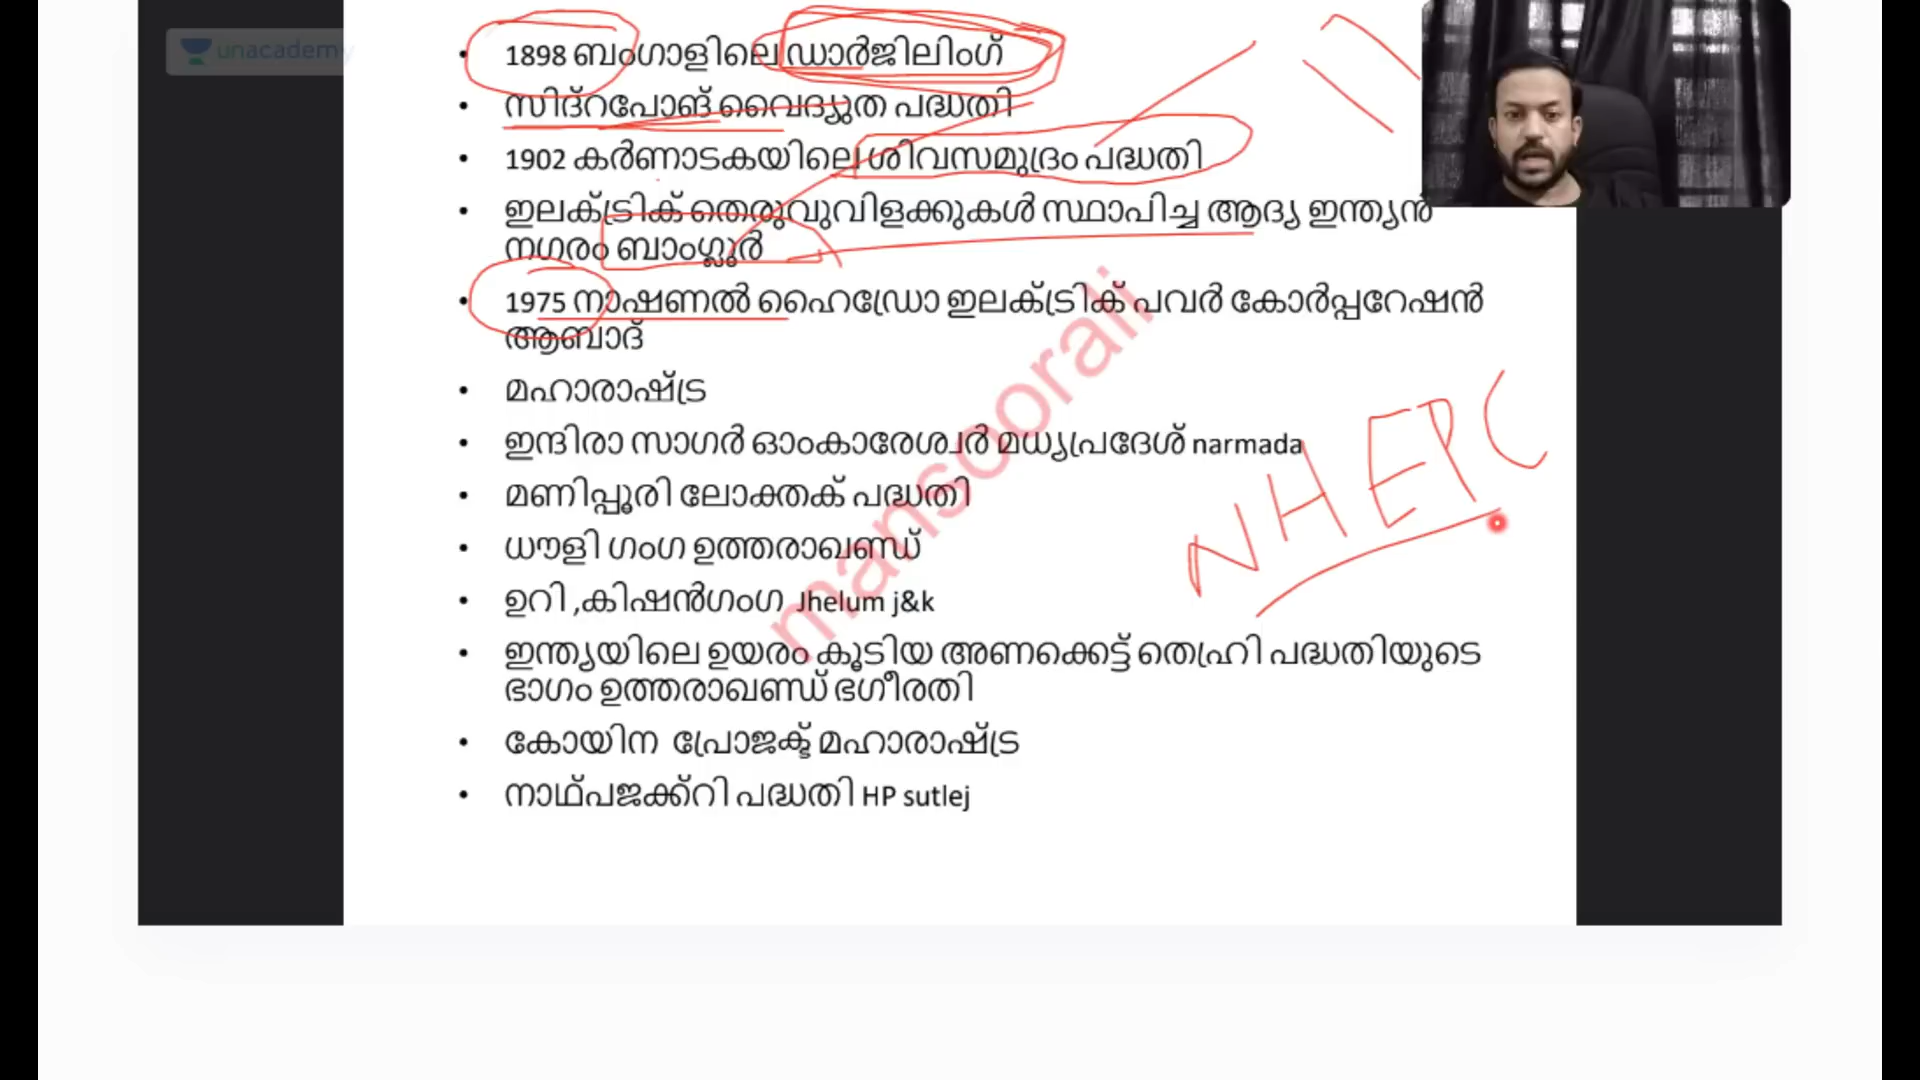 unacademy
• 1898 ബംഗാളിലെ ഡാർജിലിംഗ്
• സിദ്റപോങ് വൈദ്യുത പദ്ധതി
• 1902 കർണാടകയിലെ ശിവസമുദ്രം പദ്ധതി
• ഇലക്ട്രിക് തെരുവുവിളക്കുകൾ സ്ഥാപിച്ച ആദ്യ ഇന്ത്യൻ
നഗരം ബാംഗ്ലൂർ
• 1975 നാഷണൽ ഹൈഡ്രോ ഇലക്ട്രിക് പവർ കോർപ്പറേഷൻ
ആബാദ്
• മഹാരാഷ്ട്ര
• ഇന്ദിരാ സാഗർ ഓംകാരേശ്വർ മധ്യപ്രദേശ് narmada
• മണിപ്പൂരി ലോക്തക് പദ്ധതി
• ധൗളി ഗംഗ ഉത്തരാഖണ്ഡ്
• ഉറി ,കിഷൻഗംഗ Jhelum j&k
• ഇന്ത്യയിലെ ഉയരം കൂടിയ അണക്കെട്ട് തെഹ്രി പദ്ധതിയുടെ
ഭാഗം ഉത്തരാഖണ്ഡ് ഭഗീരതി
• കോയിന പ്രോജക്ട് മഹാരാഷ്ട്ര
• നാഥ്പജക്ക്റി പദ്ധതി HP sutlej
NHEPC
mansoorali